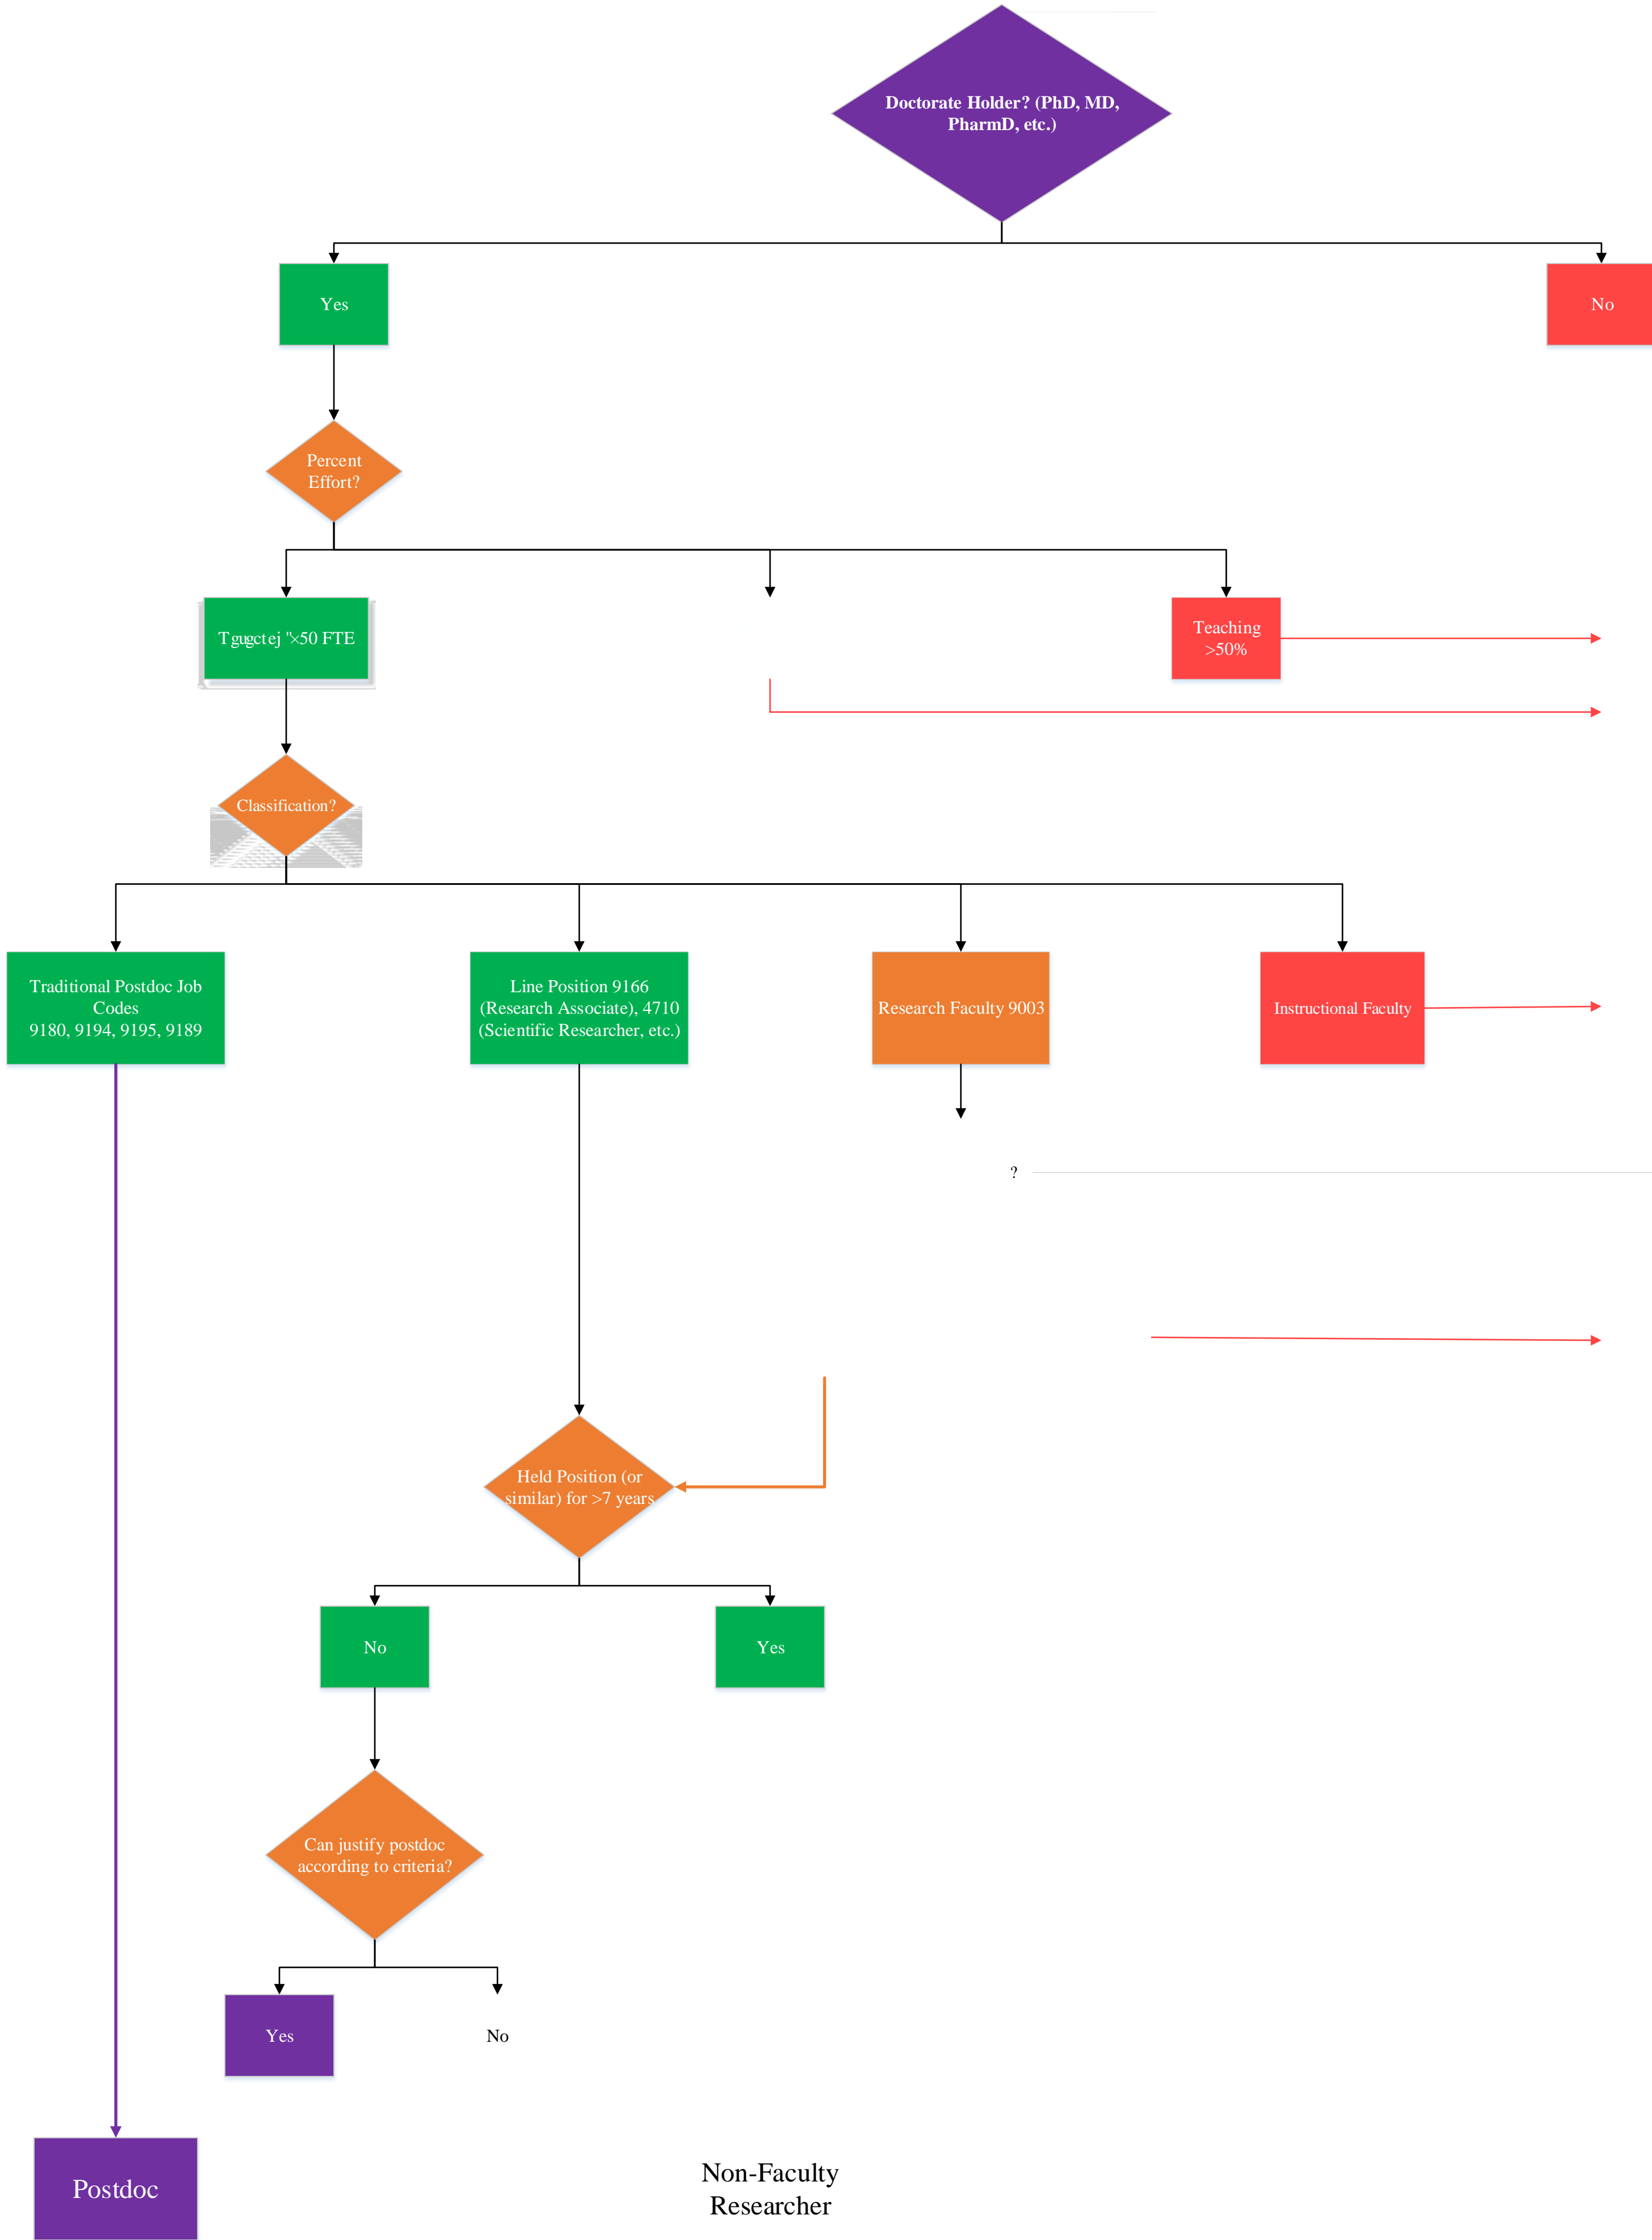 Doctorate Holder? (PhD, MD,
PharmD, etc.)
Yes
No
Percent
Effort?
Tgugctej "×50 FTE
Teaching
>50%
Classification?
Traditional Postdoc Job
Codes
9180, 9194, 9195, 9189
Line Position 9166
(Research Associate), 4710
(Scientific Researcher, etc.)
Research Faculty 9003
Instructional Faculty
?
Held Position (or
similar) for >7 years
No
Yes
Can justify postdoc
according to criteria?
Yes
No
Postdoc
Non-Faculty
Researcher